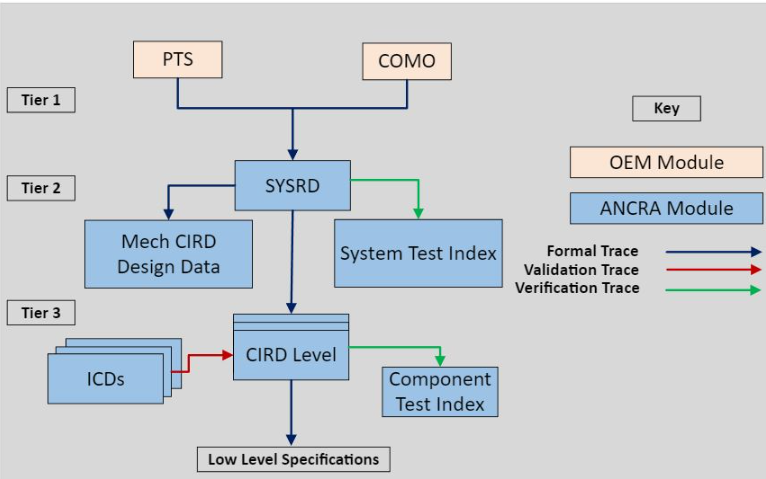 PTS
COMO
Tier 1
Key
OEM Module
SYSRD
Tier 2
ANCRA Module
Mech CIRD
Design Data
System Test Index
Formal Trace
Validation Trace
Verification Trace
Tier 3
CIRD Level
ICDs
Component
Test Index
Low Level Specifications